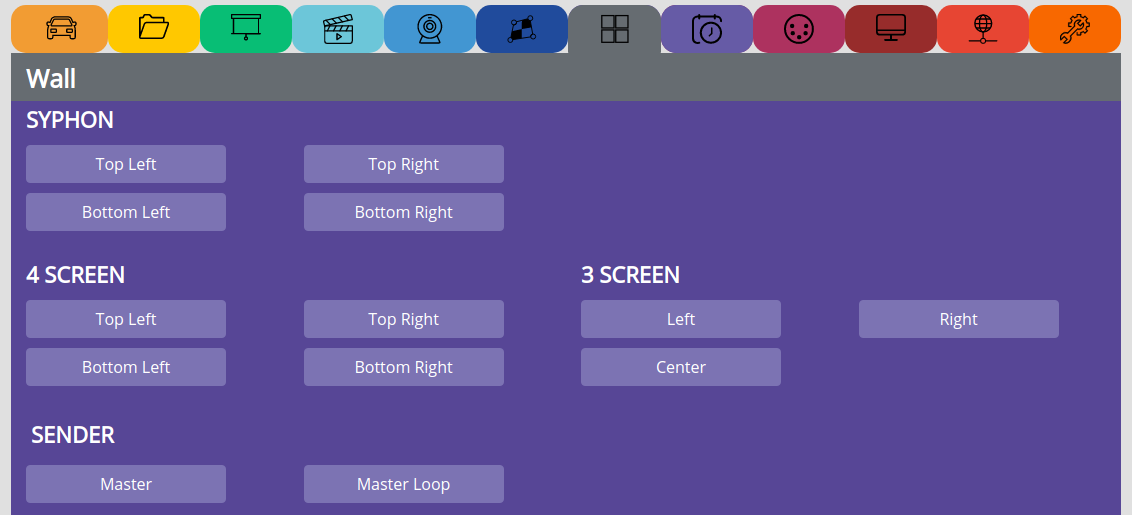 Wall
SYPHON
Top Left
Top Right
Bottom Left
Bottom Right
4 SCREEN
Top Left
Top Right
Bottom Left
Bottom Right
3 SCREEN
Left
Right
Center
SENDER
Master
Master Loop